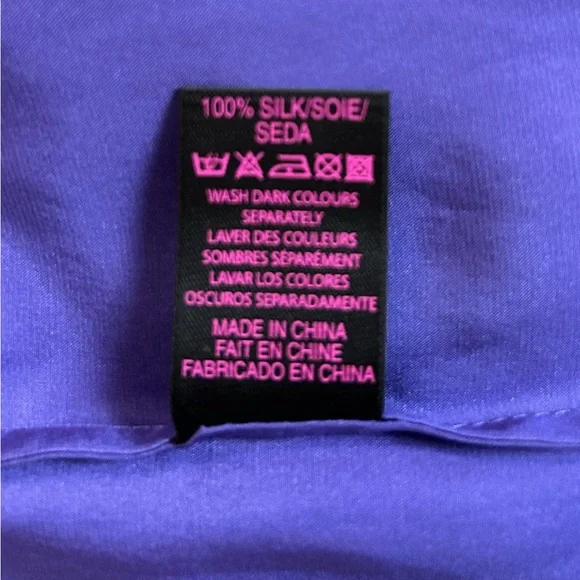 100% SILK/SOIE/
SEDA
WASH DARK COLOURS
SEPARATELY
LAVER DES COULEURS
SOMBRES SÉPARÉMENT
LAVAR LOS COLORES
OSCUROS SEPARADAMENTE
MADE IN CHINA
FAIT EN CHINE
FABRICADO EN CHINA